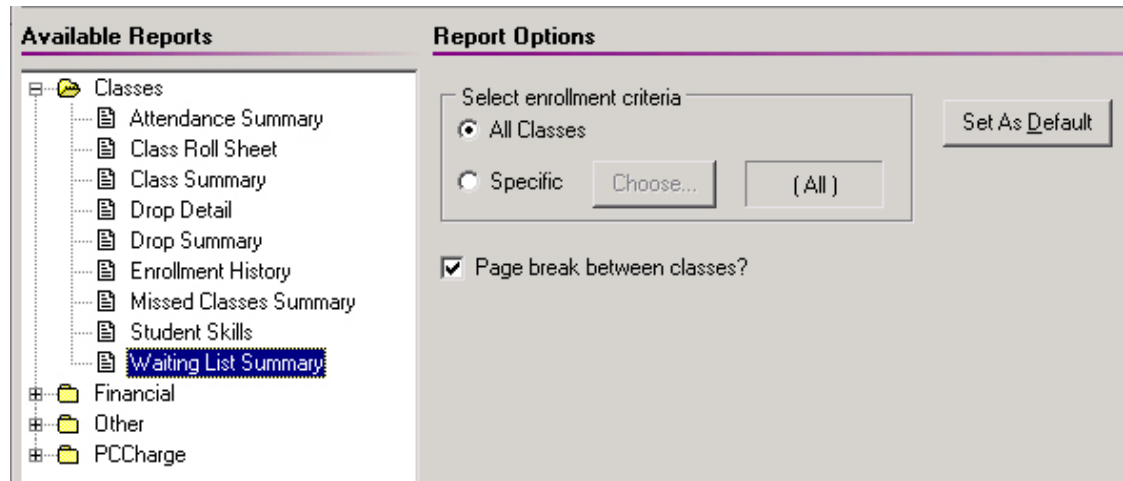 Available Reports
Classes
Attendance Summary
Class Roll Sheet
Class Summary
Drop Detail
Drop Summary
Enrollment History
Missed Classes Summary
Student Skills
Waiting List Summary
Financial
Other
PCCharge
Report Options
Select enrollment criteria
All Classes
Specific Choose... ( All )
Set As Default
Page break between classes?